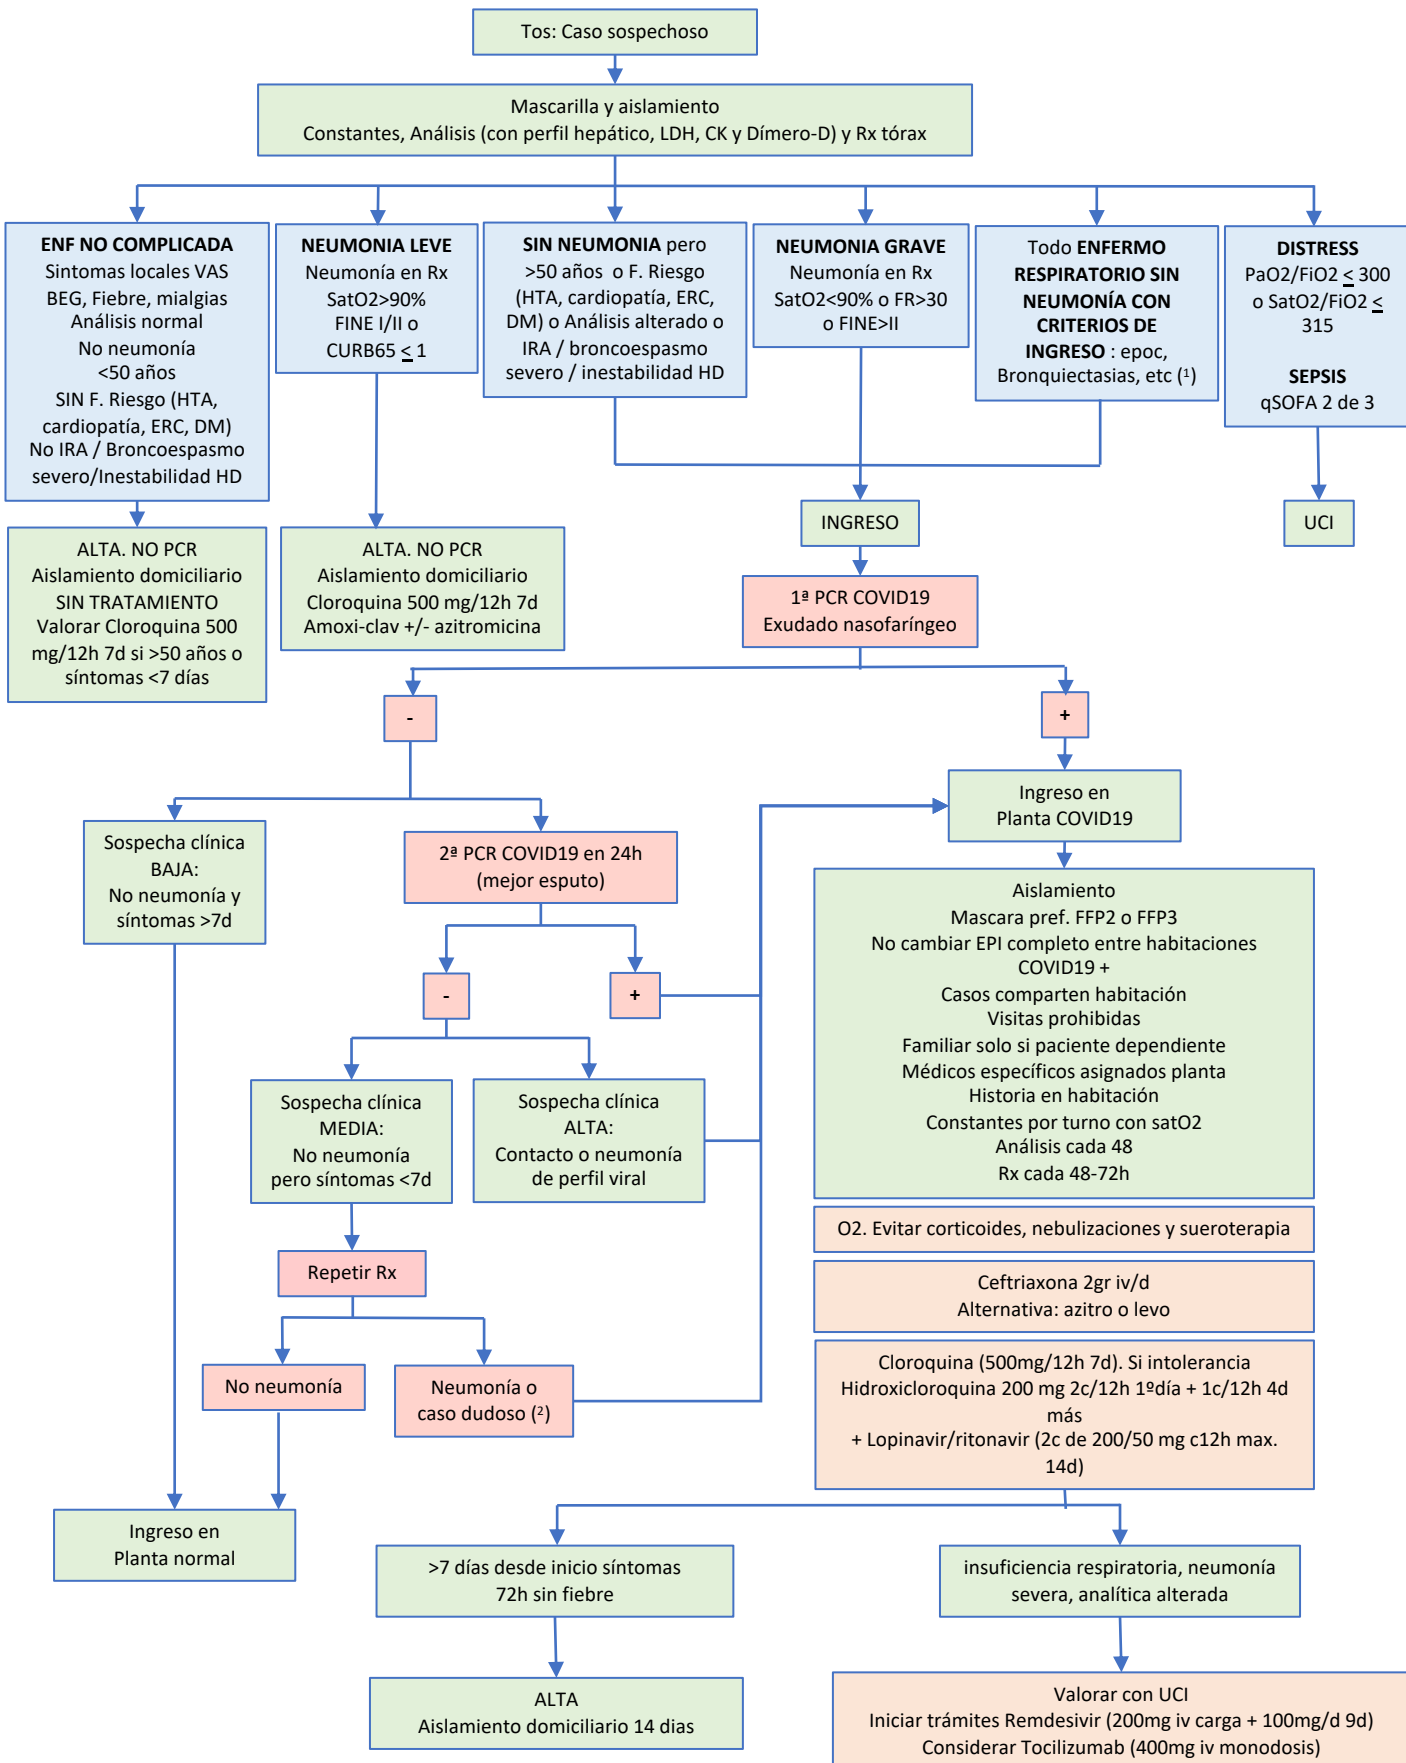 Tos: Caso sospechoso
Mascarilla y aislamiento
Constantes, Análisis (con perfil hepático, LDH, CK y Dímero-D) y Rx tórax
ENF NO COMPLICADA
Sintomas locales VAS
BEG, Fiebre, mialgias
Análisis normal
No neumonía
<50 años
SIN F. Riesgo (HTA,
cardiopatía, ERC, DM)
No IRA / Broncoespasmo
severo/Inestabilidad HD
NEUMONIA LEVE
Neumonía en Rx
SatO2>90%
FINE I/II o
CURB65 < 1
SIN NEUMONIA pero
>50 años o F. Riesgo
(HTA, cardiopatía, ERC,
DM) o Análisis alterado o
IRA / broncoespasmo
severo / inestabilidad HD
NEUMONIA GRAVE
Neumonía en Rx
SatO2<90% o FR>30
o FINE>II
Todo ENFERMO
RESPIRATORIO SIN
NEUMONÍA CON
CRITERIOS DE
INGRESO : epoc,
Bronquiectasias, etc (1)
DISTRESS
PaO2/FiO2 < 300
o SatO2/FiO2 <
315
SEPSIS
qSOFA 2 de 3
ALTA. NO PCR
Aislamiento domiciliario
SIN TRATAMIENTO
Valorar Cloroquina 500
mg/12h 7d si >50 años o
síntomas <7 días
ALTA. NO PCR
Aislamiento domiciliario
Cloroquina 500 mg/12h 7d
Amoxi-clav +/- azitromicina
INGRESO
UCI
1ª PCR COVID19
Exudado nasofaríngeo
-
+
Sospecha clínica
BAJA:
No neumonía y
síntomas >7d
2ª PCR COVID19 en 24h
(mejor esputo)
Ingreso en
Planta COVID19
-
+
Sospecha clínica
MEDIA:
No neumonía
pero síntomas <7d
Sospecha clínica
ALTA:
Contacto o neumonía
de perfil viral
Aislamiento
Mascara pref. FFP2 o FFP3
No cambiar EPI completo entre habitaciones
COVID19 +
Casos comparten habitación
Visitas prohibidas
Familiar solo si paciente dependiente
Médicos específicos asignados planta
Historia en habitación
Constantes por turno con satO2
Análisis cada 48
Rx cada 48-72h
Repetir Rx
No neumonía
Neumonía o
caso dudoso (2)
O2. Evitar corticoides, nebulizaciones y sueroterapia
Ceftriaxona 2gr iv/d
Alternativa: azitro o levo
Cloroquina (500mg/12h 7d). Si intolerancia
Hidroxicloroquina 200 mg 2c/12h 1ºdía + 1c/12h 4d
más
+ Lopinavir/ritonavir (2c de 200/50 mg c12h max.
14d)
Ingreso en
Planta normal
>7 días desde inicio síntomas
72h sin fiebre
insuficiencia respiratoria, neumonía
severa, analítica alterada
ALTA
Aislamiento domiciliario 14 dias
Valorar con UCI
Iniciar trámites Remdesivir (200mg iv carga + 100mg/d 9d)
Considerar Tocilizumab (400mg iv monodosis)